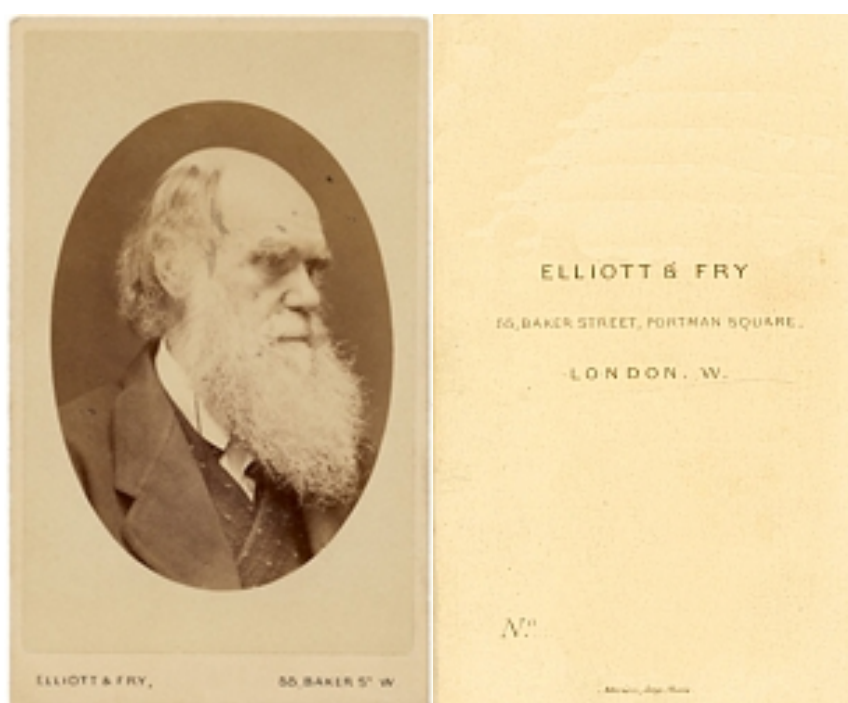 ELLIOTT & FRY,
55, BAKER ST W
ELLIOTT & FRY
55, BAKER STREET, PORTMAN SQUARE,
LONDON. W.
No